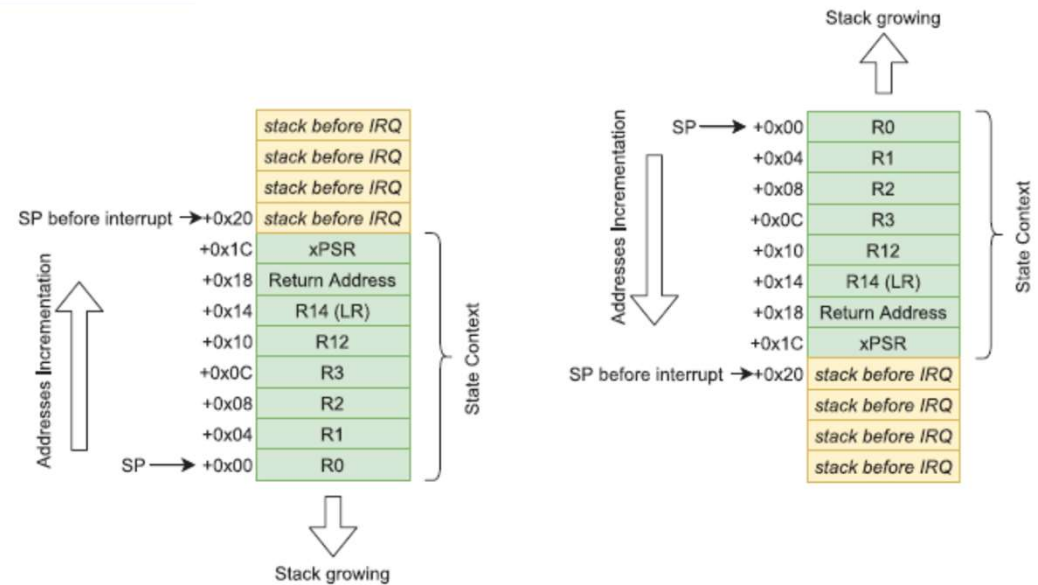 stack before IRQ
stack before IRQ
stack before IRQ
SP before interrupt +0x20 stack before IRQ
+0x1C xPSR
+0x18 Return Address
+0x14 R14 (LR)
+0x10 R12
+0x0C R3
+0x08 R2
+0x04 R1
SP +0x00 R0
Addresses Incrementation
State Context
Stack growing
Stack growing
SP +0x00 R0
+0x04 R1
+0x08 R2
+0x0C R3
+0x10 R12
+0x14 R14 (LR)
+0x18 Return Address
+0x1C xPSR
SP before interrupt +0x20 stack before IRQ
stack before IRQ
stack before IRQ
stack before IRQ
Addresses Incrementation
State Context